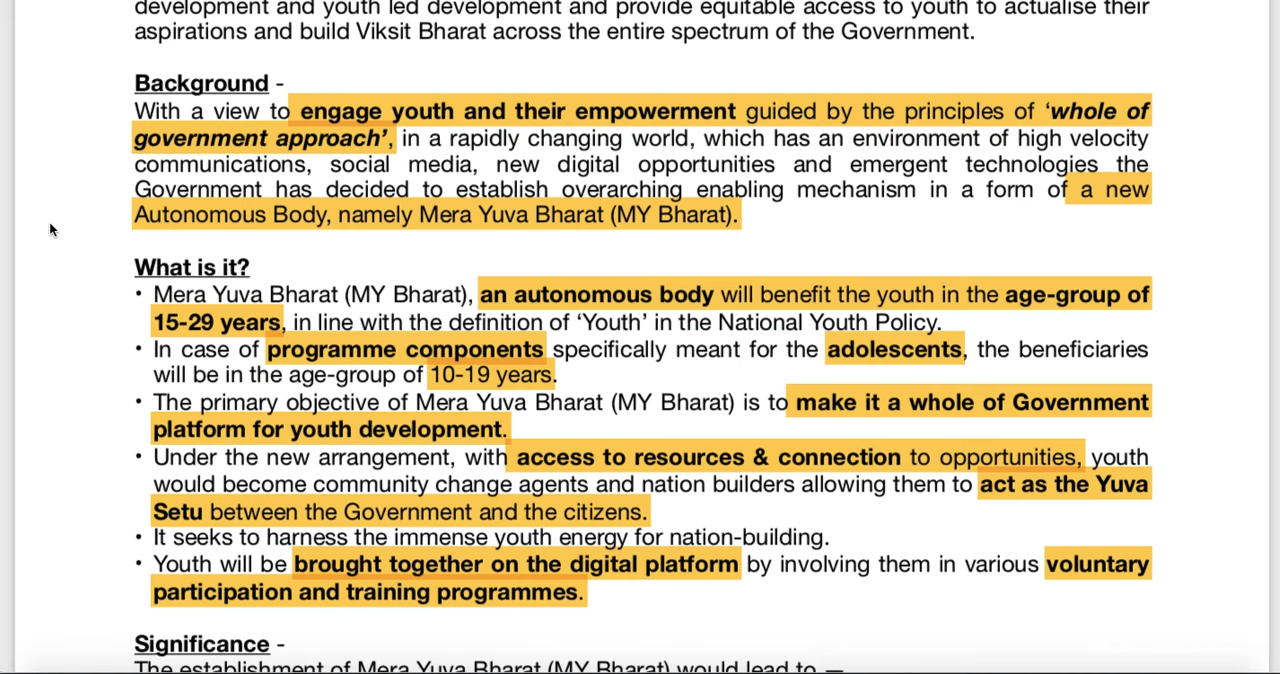 development and youth led development and provide equitable access to youth to actualise their
aspirations and build Viksit Bharat across the entire spectrum of the Government.
Background -
With a view to engage youth and their empowerment guided by the principles of ‘whole of
government approach’, in a rapidly changing world, which has an environment of high velocity
communications, social media, new digital opportunities and emergent technologies the
Government has decided to establish overarching enabling mechanism in a form of a new
Autonomous Body, namely Mera Yuva Bharat (MY Bharat).
What is it?
• Mera Yuva Bharat (MY Bharat), an autonomous body will benefit the youth in the age-group of
15-29 years, in line with the definition of ‘Youth’ in the National Youth Policy.
• In case of programme components specifically meant for the adolescents, the beneficiaries
will be in the age-group of 10-19 years.
• The primary objective of Mera Yuva Bharat (MY Bharat) is to make it a whole of Government
platform for youth development.
• Under the new arrangement, with access to resources & connection to opportunities, youth
would become community change agents and nation builders allowing them to act as the Yuva
Setu between the Government and the citizens.
• It seeks to harness the immense youth energy for nation-building.
• Youth will be brought together on the digital platform by involving them in various voluntary
participation and training programmes.
Significance -
The establishment of Mera Yuva Bharat (MY Bharat) would lead to —